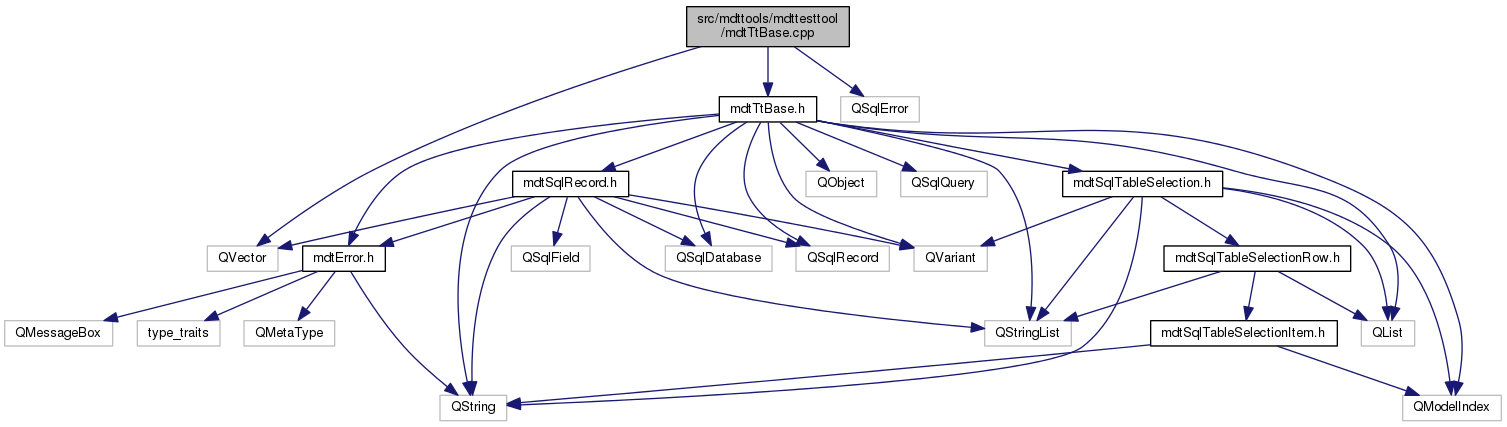 src/mdttools/mdttesttool
/mdtTtBase.cpp
mdtTtBase.h
QSqlError
mdtSqlRecord.h
QObject
QSqlQuery
mdtSqlTableSelection.h
QVector
mdtError.h
QSqlField
QSqlDatabase
QSqlRecord
QVariant
mdtSqlTableSelectionRow.h
QMessageBox
type_traits
QMetaType
QStringList
mdtSqlTableSelectionItem.h
QList
QString
QModelIndex